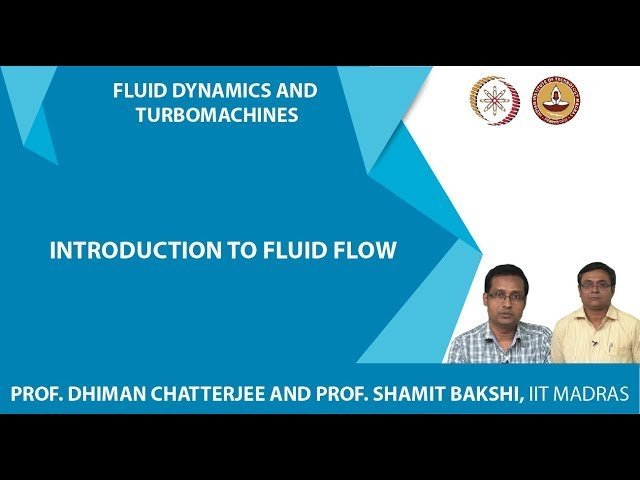 FLUID DYNAMICS AND
TURBOMACHINES
INTRODUCTION TO FLUID FLOW
PROF. DHIMAN CHATTERJEE AND PROF. SHAMIT BAKSHI, IIT MADRAS